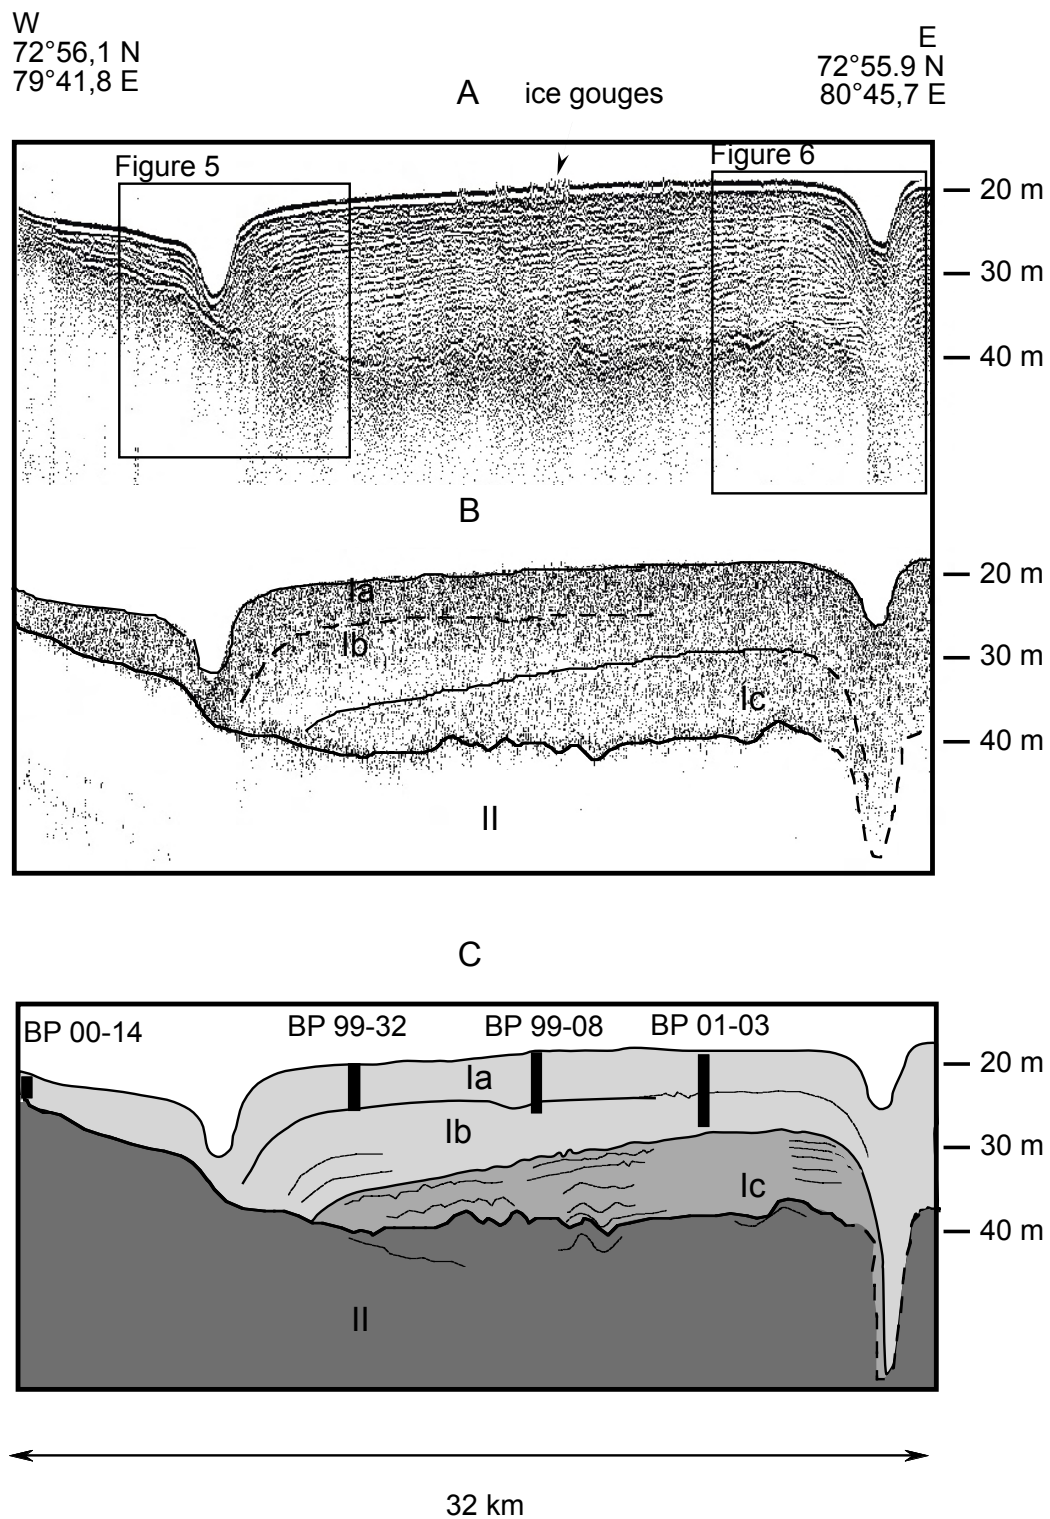 W
72°56,1 N
79°41,8 E
E
72°55.9 N
80°45,7 E
A
ice gouges
Figure 5
Figure 6
20 m
30 m
40 m
B
Ia
Ib
Ic
II
20 m
30 m
40 m
C
BP 00-14
BP 99-32
BP 99-08
BP 01-03
Ia
Ib
Ic
II
20 m
30 m
40 m
32 km